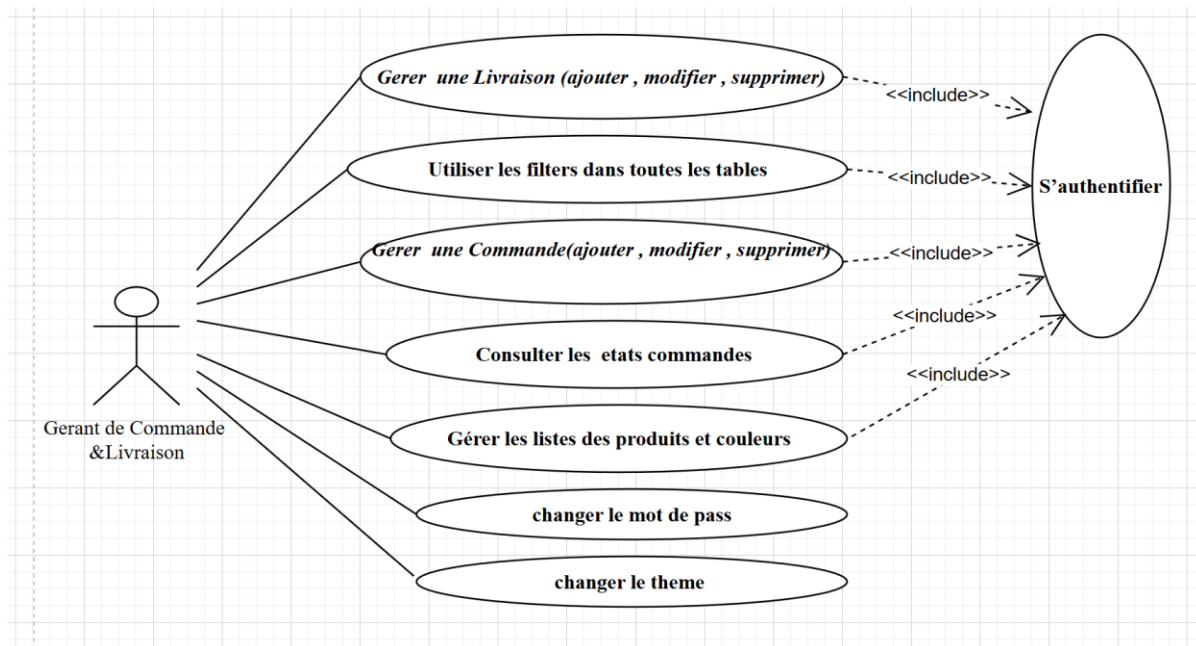 Gerer une Livraison (ajouter , modifier , supprimer)
<<include>>
Utiliser les filters dans toutes les tables
<<include>>
S'authentifier
Gerer une Commande(ajouter , modifier , supprimer)
<<include>>
Consulter les etats commandes
<<include>>
Gérer les listes des produits et couleurs
<<include>>
Gerant de Commande
&Livraison
changer le mot de pass
changer le theme